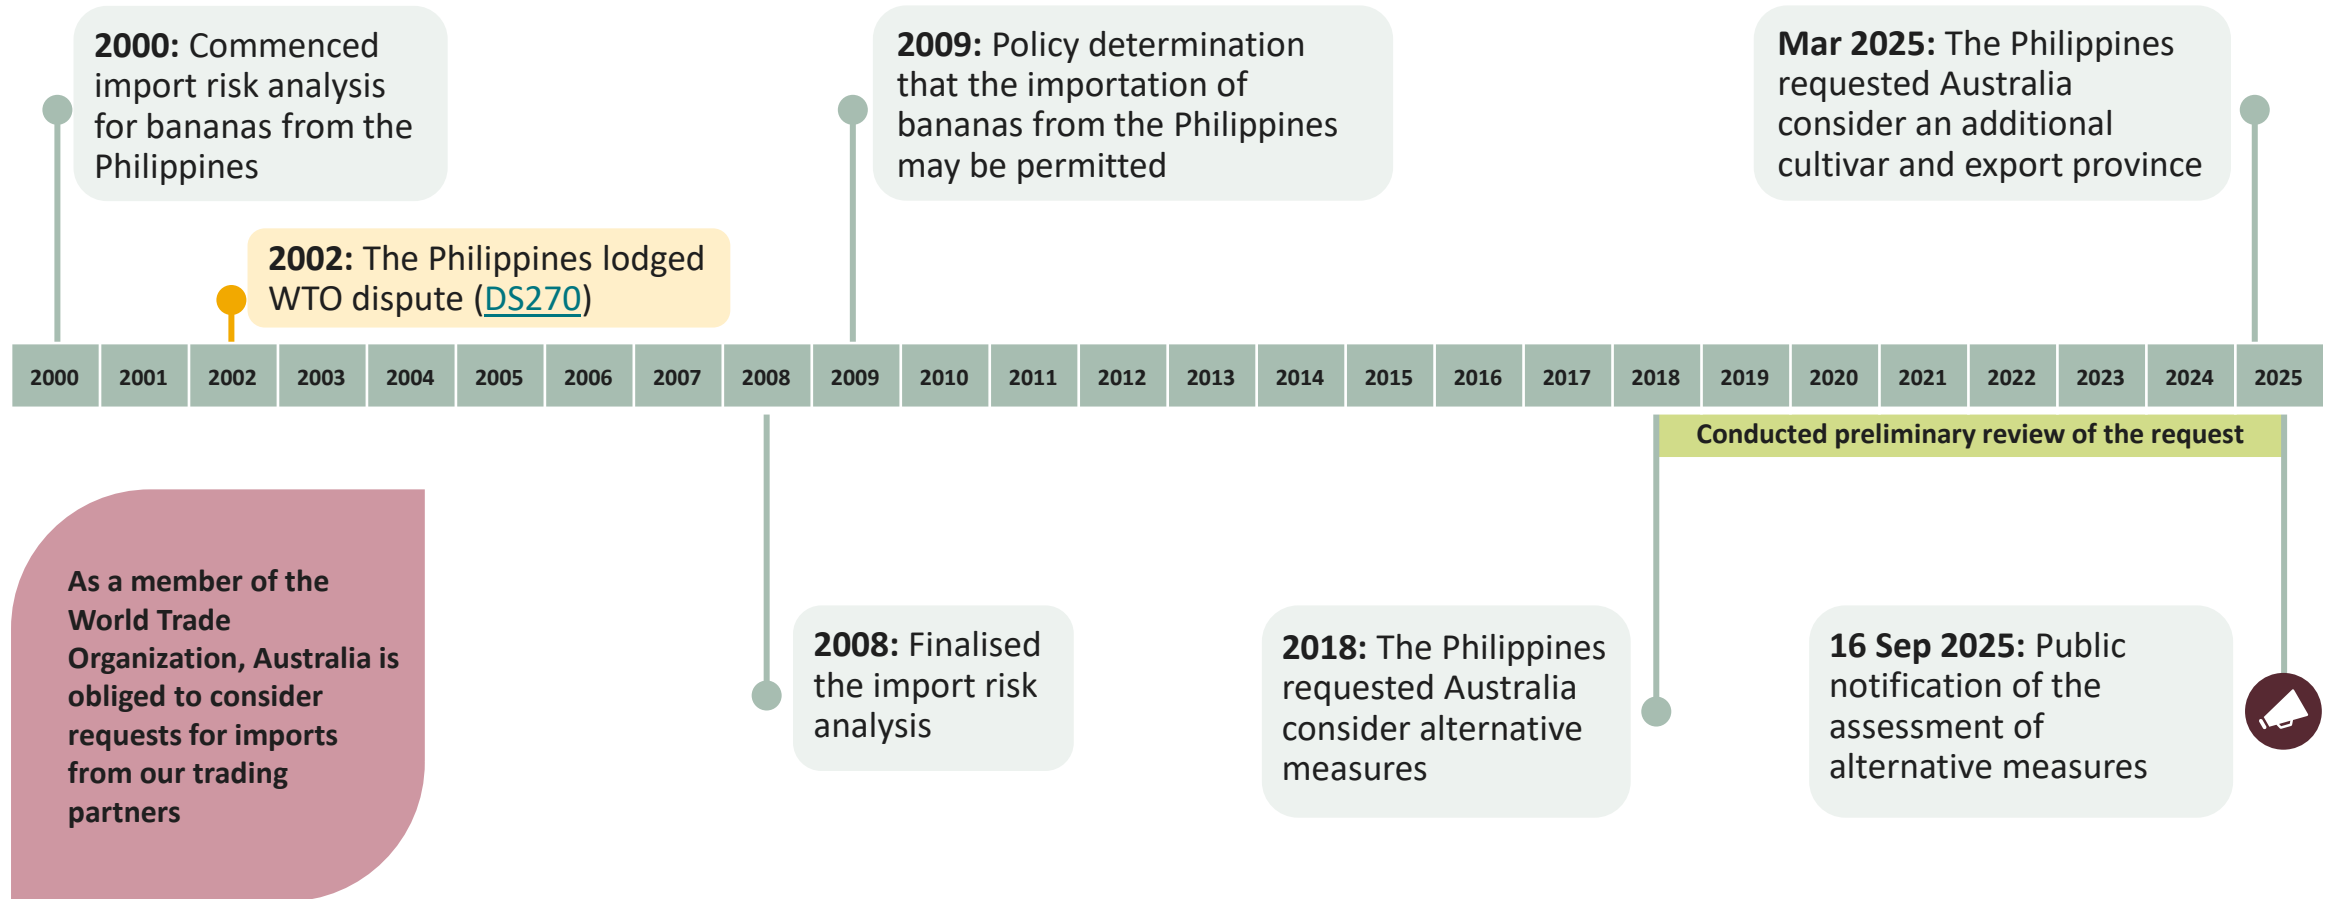 2000: Commenced
import risk analysis
for bananas from the
Philippines
2009: Policy determination
that the importation of
bananas from the Philippines
may be permitted
Mar 2025: The Philippines
requested Australia
consider an additional
cultivar and export province
2002: The Philippines lodged
WTO dispute (DS270)
2000 2001 2002 2003 2004 2005 2006 2007 2008 2009 2010 2011 2012 2013 2014 2015 2016 2017 2018 2019 2020 2021 2022 2023 2024 2025
Conducted preliminary review of the request
As a member of the
World Trade
Organization, Australia is
obliged to consider
requests for imports
from our trading
partners
2008: Finalised
the import risk
analysis
2018: The Philippines
requested Australia
consider alternative
measures
16 Sep 2025: Public
notification of the
assessment of
alternative measures